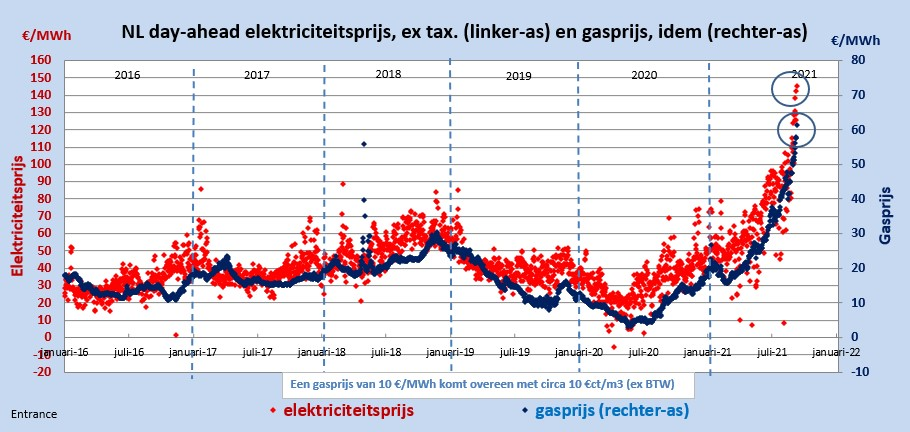 NL day-ahead elektriciteitsprijs, ex tax. (linker-as) en gasprijs, idem (rechter-as)
€/MWh
€/MWh
160
150
140
130
120
110
100
90
80
70
60
50
40
30
20
10
0
-10
-20
Elektriciteitsprijs
2016
2017
2018
2019
2020
2021
80
70
60
50
40
30
20
10
0
-10
Gasprijs
januari-16
juli-16
januari-17
juli-17
januari-18
juli-18
januari-19
juli-19
januari-20
juli-20
januari-21
juli-21
januari-22
Een gasprijs van 10 €/MWh komt overeen met circa 10 €ct/m3 (ex BTW)
Entrance
elektriciteitsprijs
gasprijs (rechter-as)